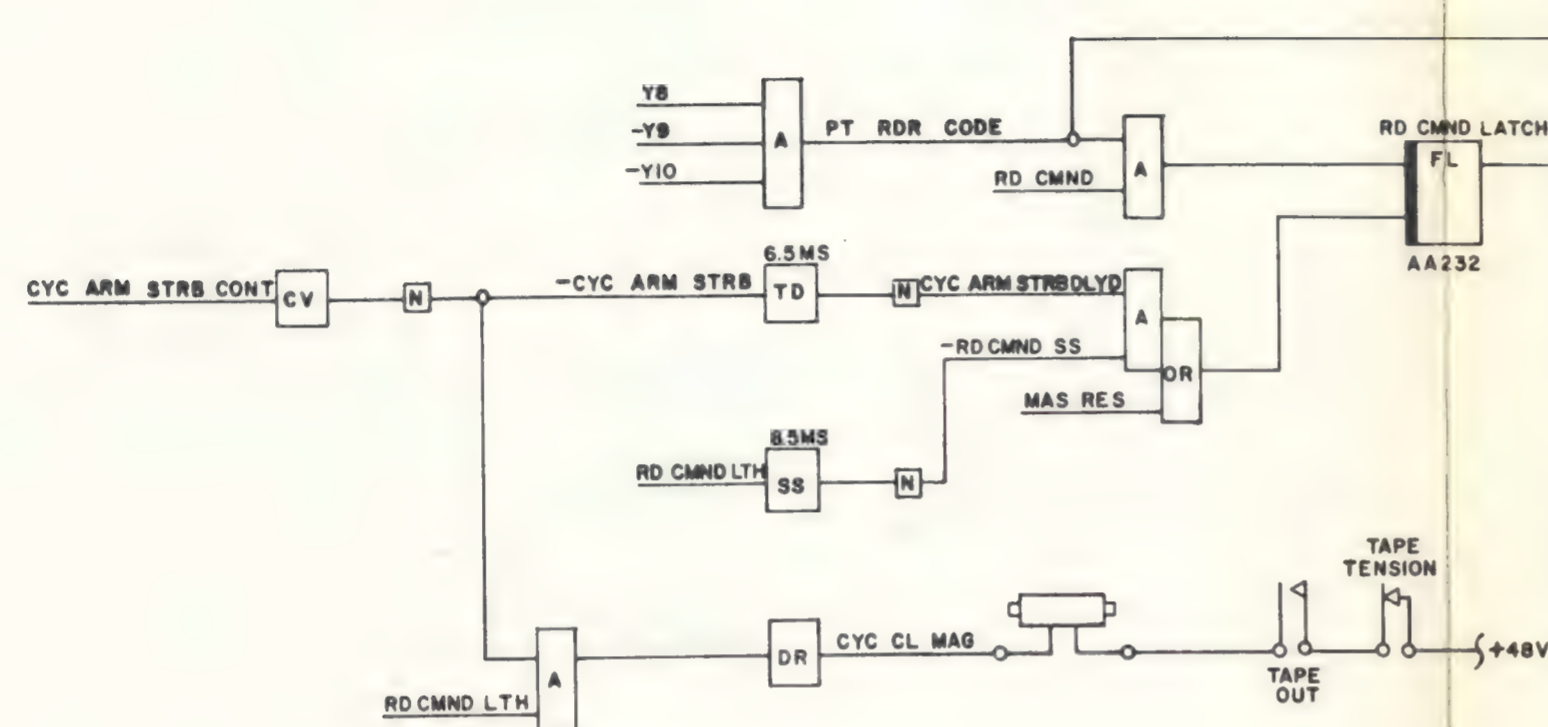 Y8
-Y9
-Y10
A
PT RDR CODE
RD CMND
A
RD CMND LATCH
FL
AA232
CYC ARM STRB CONT
CV
N
-CYC ARM STRB
6.5MS
TD
N
CYC ARM STRB DLYD
A
-RD CMND SS
OR
MAS RES
8.5MS
RD CMND LTH
SS
N
TAPE
TENSION
A
RD CMND LTH
DR
CYC CL MAG
TAPE
OUT
+48V